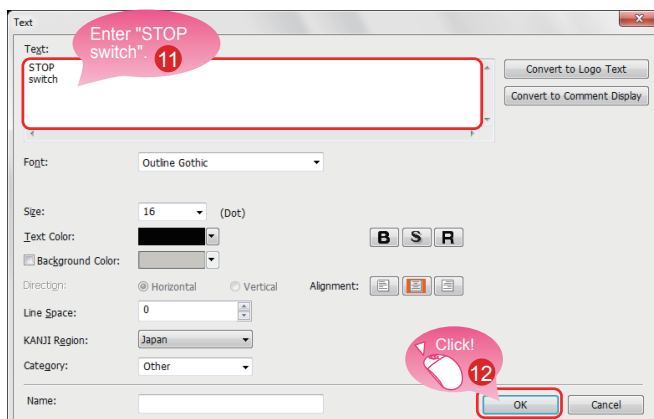 Text
Text:
Enter "STOP
switch". 11
STOP
switch
Convert to Logo Text
Convert to Comment Display
Font: Outline Gothic
Size: 16 (Dot)
Text Color:
B S R
Background Color:
Direction: Horizontal Vertical Alignment:
Line Space: 0
KANJI Region: Japan
Category: Other
Click!
12
Name:
OK Cancel